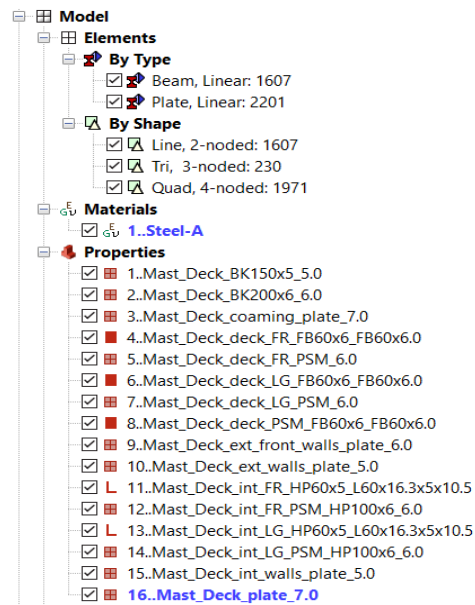 Model
Elements
By Type
Beam, Linear: 1607
Plate, Linear: 2201
By Shape
Line, 2-noded: 1607
Tri, 3-noded: 230
Quad, 4-noded: 1971
Materials
1..Steel-A
Properties
1..Mast_Deck_BK150x5_5.0
2..Mast_Deck_BK200x6_6.0
3..Mast_Deck_coaming_plate_7.0
4..Mast_Deck_deck_FR_FB60x6_FB60x6.0
5..Mast_Deck_deck_FR_PSM_6.0
6..Mast_Deck_deck_LG_FB60x6_FB60x6.0
7..Mast_Deck_deck_LG_PSM_6.0
8..Mast_Deck_deck_PSM_FB60x6_FB60x6.0
9..Mast_Deck_ext_front_walls_plate_6.0
10..Mast_Deck_ext_walls_plate_5.0
11..Mast_Deck_int_FR_HP60x5_L60x16.3x5x10.5
12..Mast_Deck_int_FR_PSM_HP100x6_6.0
13..Mast_Deck_int_LG_HP60x5_L60x16.3x5x10.5
14..Mast_Deck_int_LG_PSM_HP100x6_6.0
15..Mast_Deck_int_walls_plate_5.0
16..Mast_Deck_plate_7.0